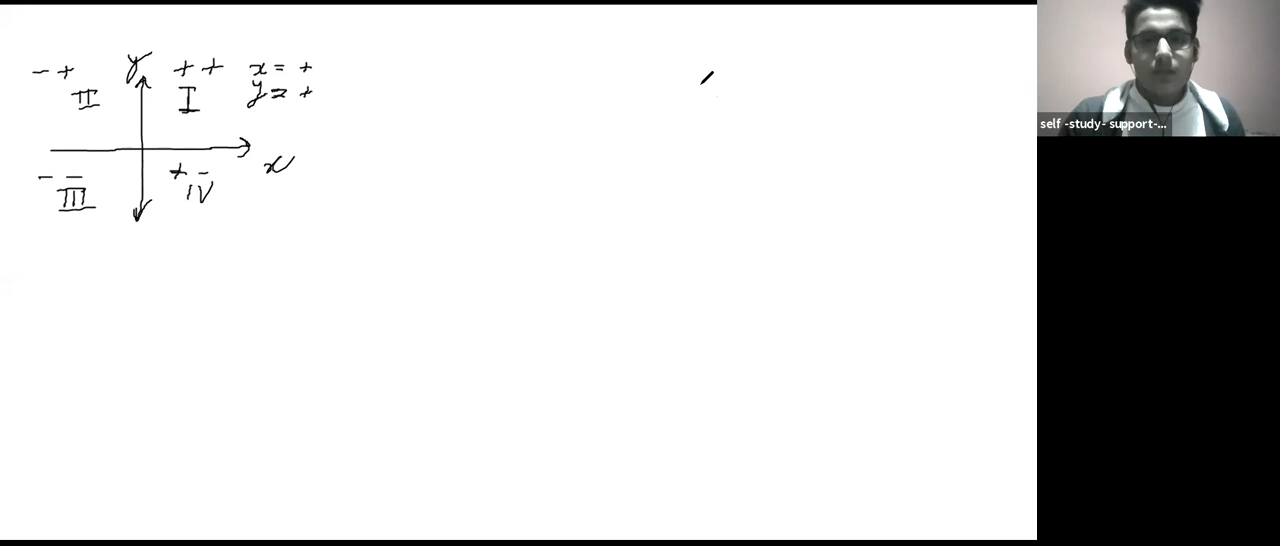 - + y + + x = +
II I y = +
x
- - + -
III IV
self -study- support-...